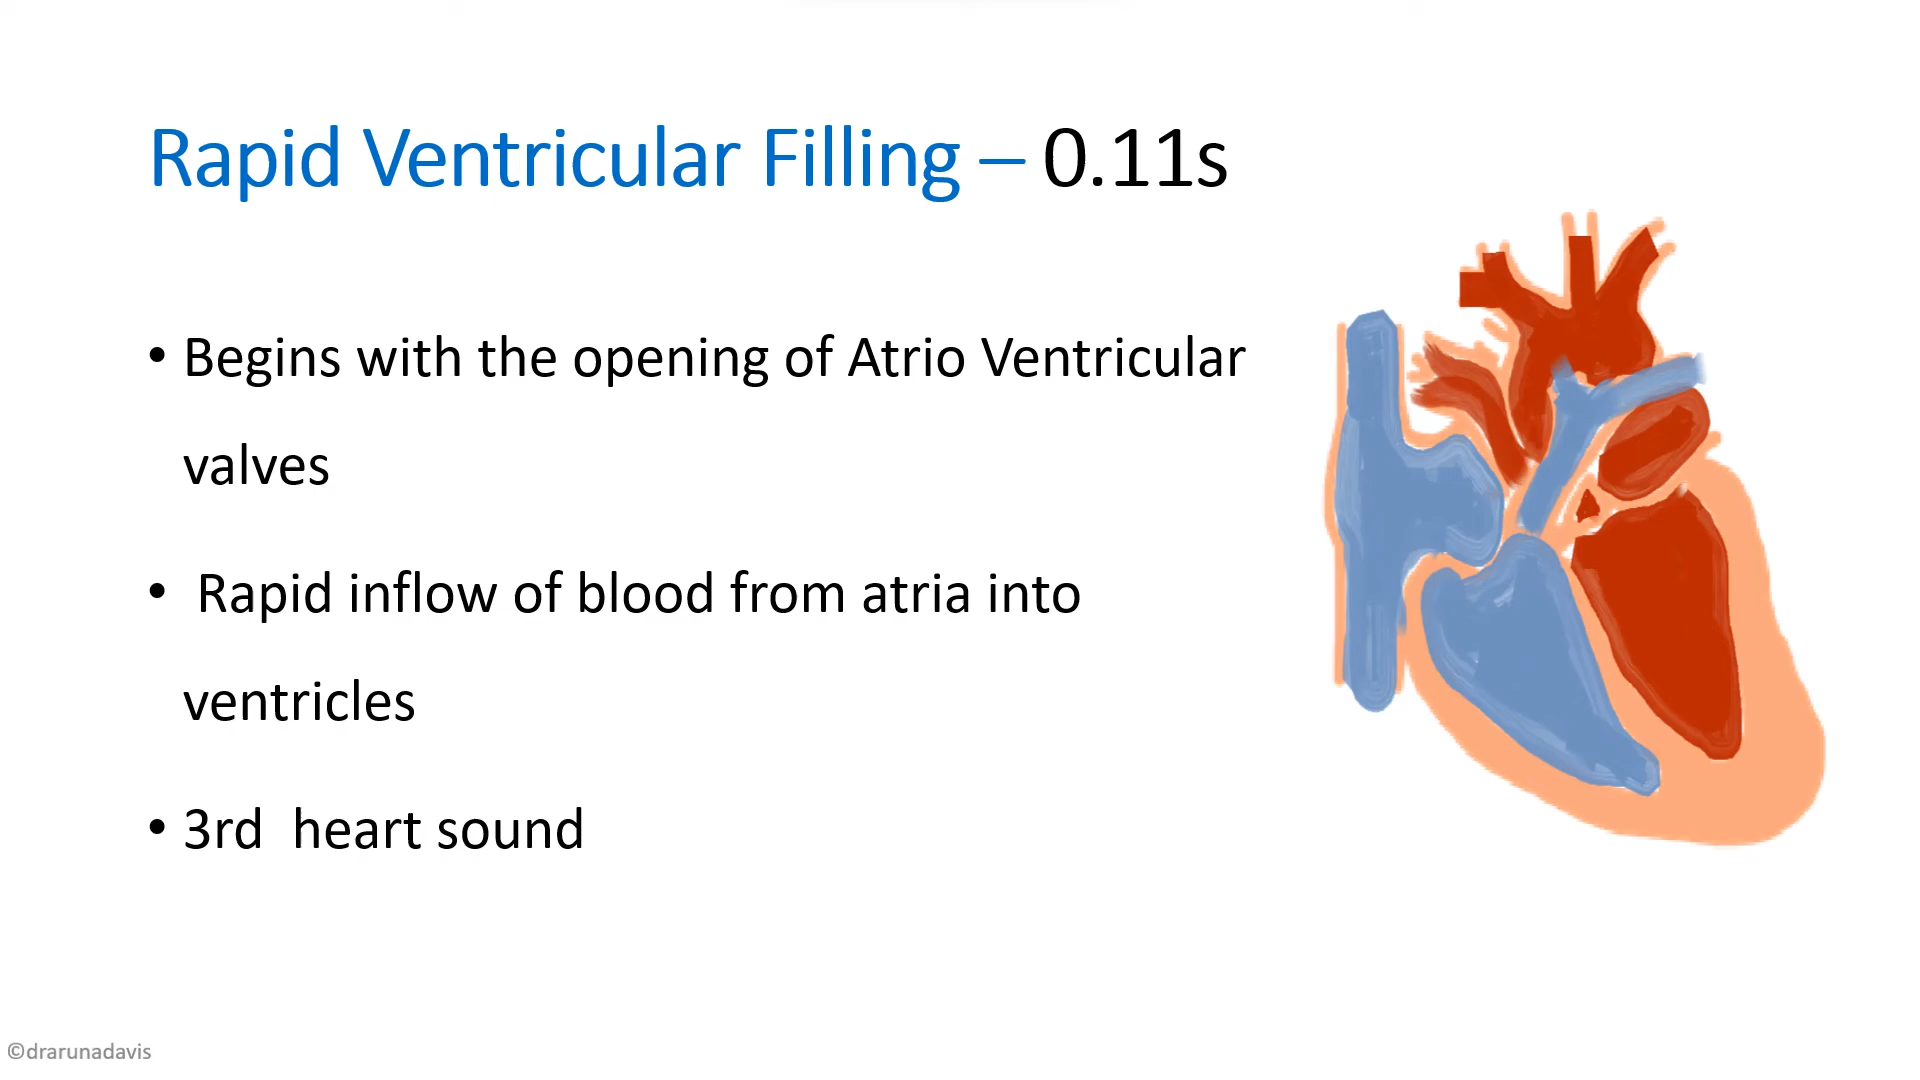 Rapid Ventricular Filling – 0.11s
• Begins with the opening of Atrio Ventricular
valves
• Rapid inflow of blood from atria into
ventricles
• 3rd  heart sound
©drarunadavis